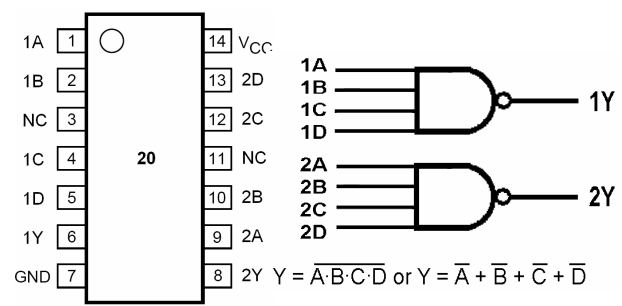 1A 1 14 VCC
1B 2 13 2D
NC 3 12 2C
1C 4 20 11 NC
1D 5 10 2B
1Y 6 9 2A
GND 7 8 2Y
1A
1B
1C
1D
1Y
2A
2B
2C
2D
2Y
Y = A̅·̅B̅·̅C̅·̅D̅ or Y = A̅ + B̅ + C̅ + D̅